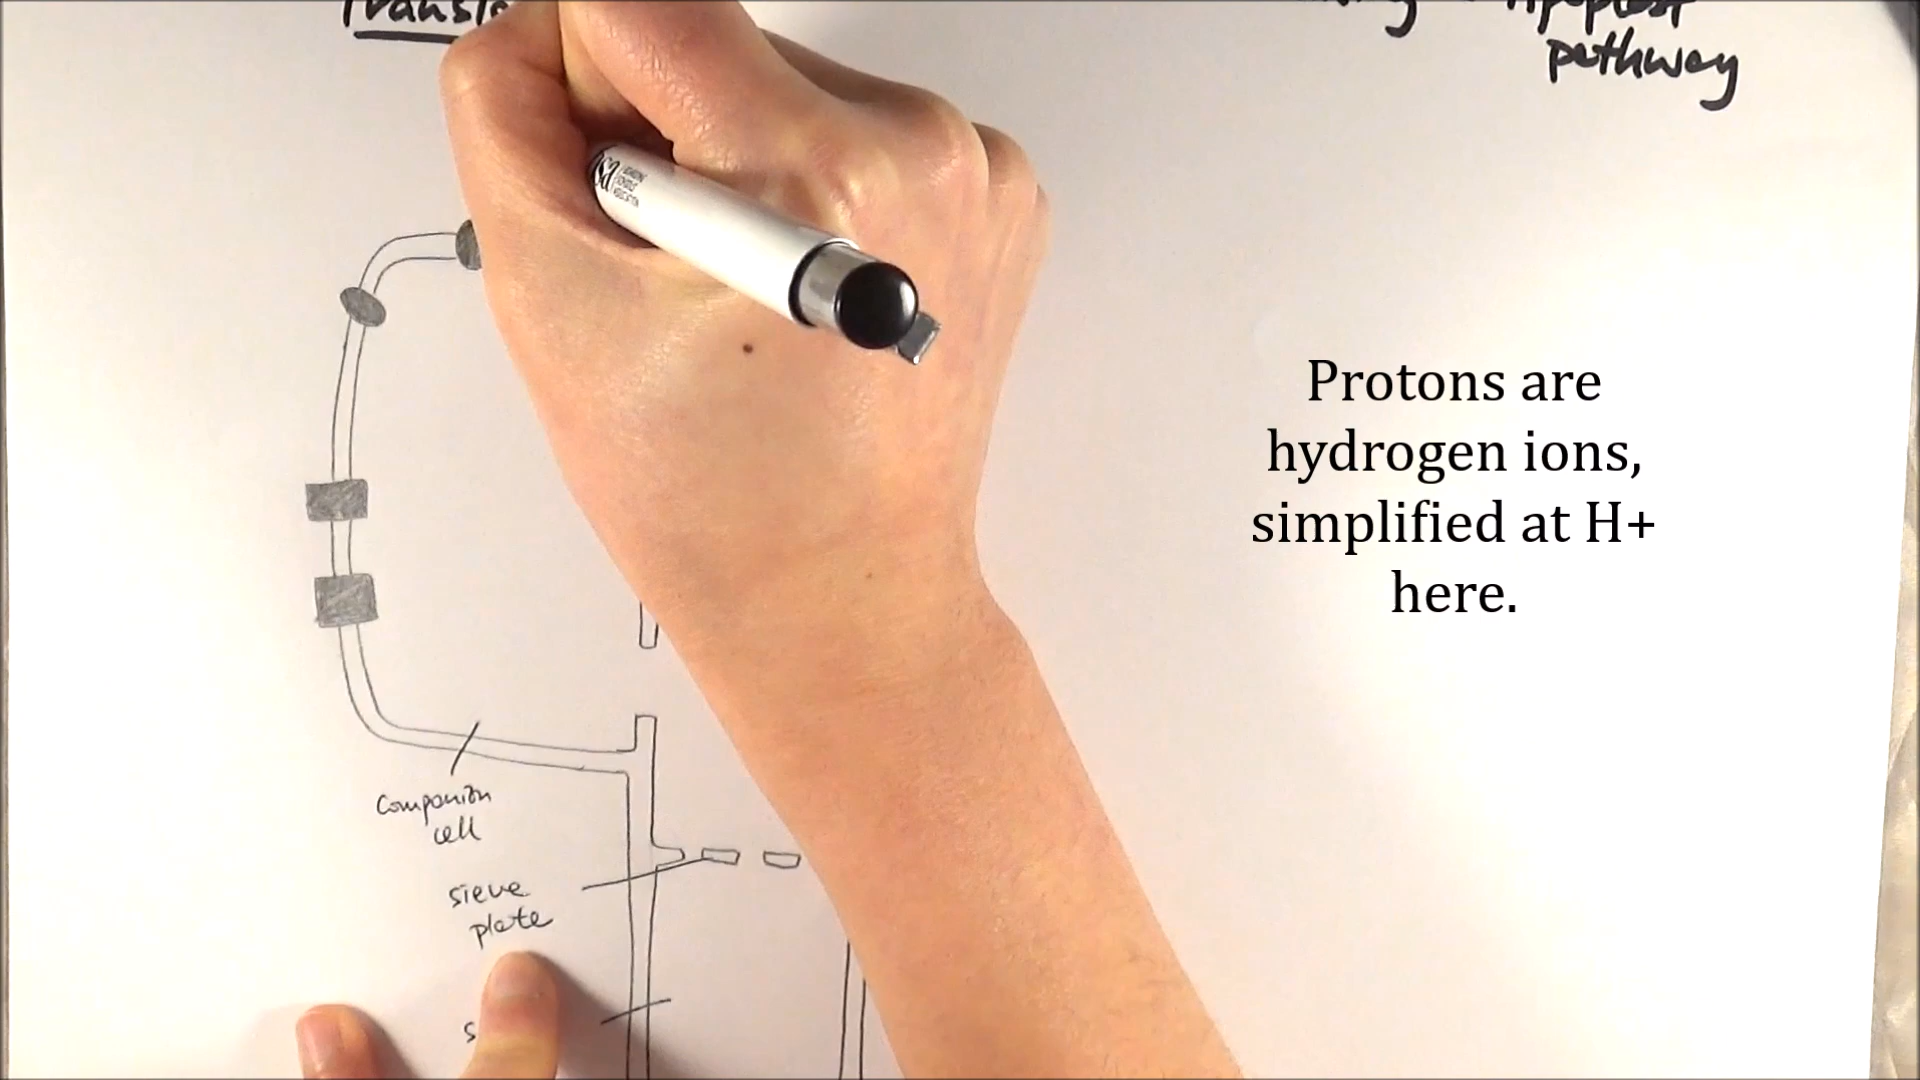 pathway
Protons are
hydrogen ions,
simplified at H+
here.
Companion
cell
sieve
plate